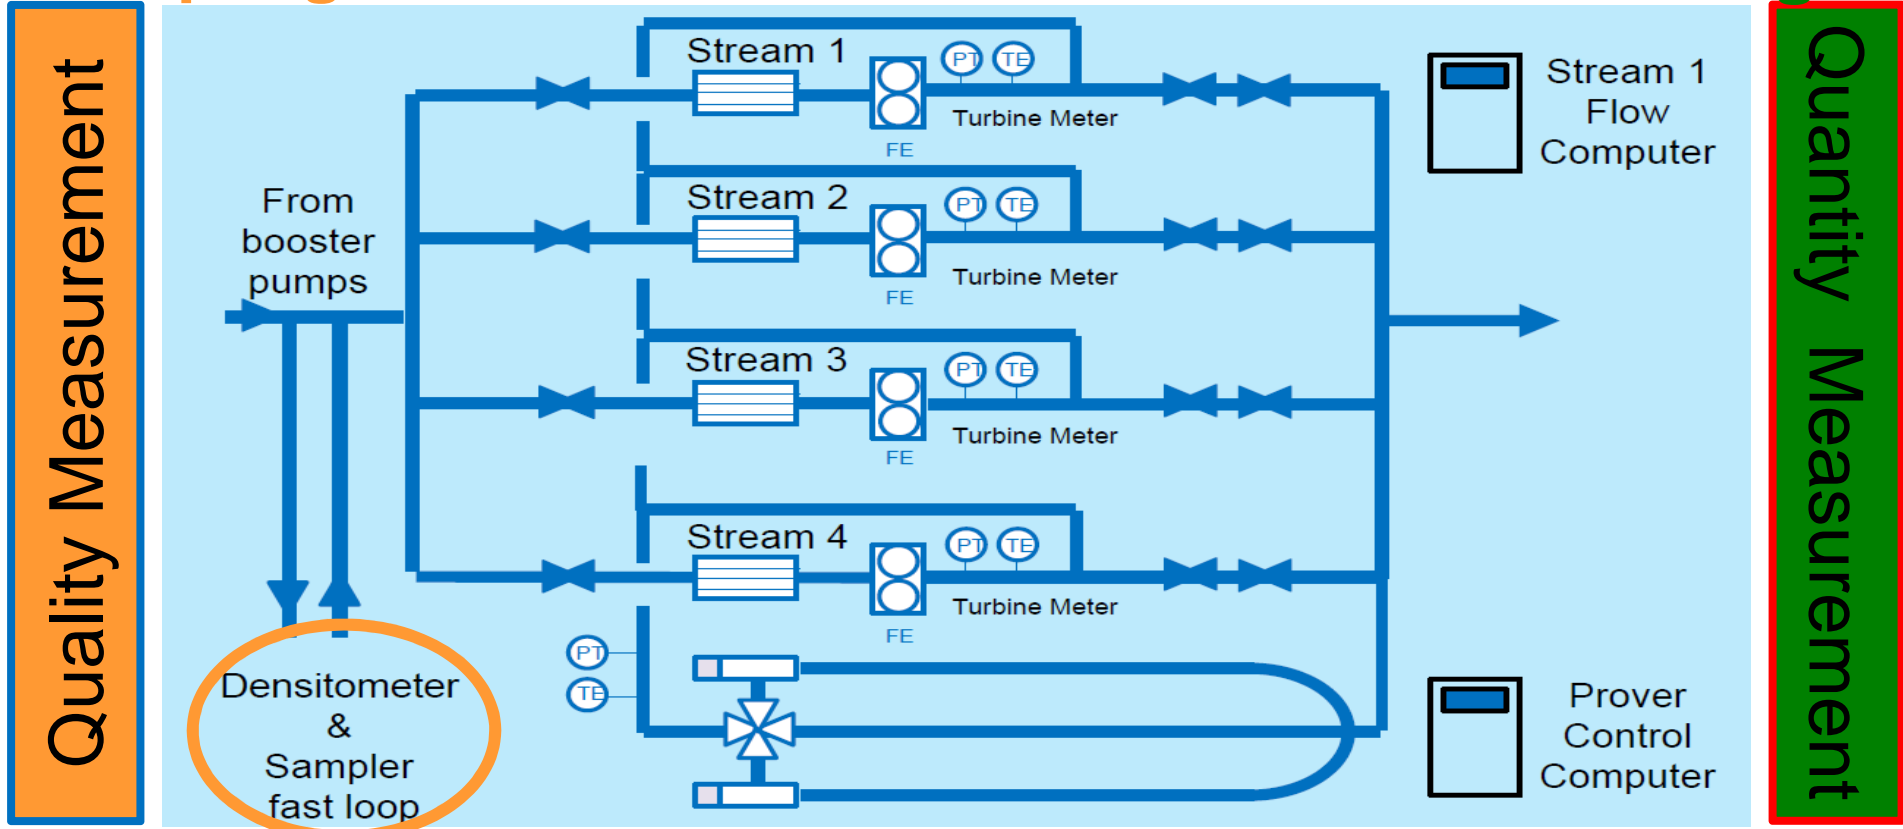 Quality Measurement
From
booster
pumps
Densitometer
&
Sampler
fast loop
Stream 1
PT TE
Turbine Meter
FE
Stream 2
PT TE
Turbine Meter
FE
Stream 3
PT TE
Turbine Meter
FE
Stream 4
PT TE
Turbine Meter
FE
PT
TE
Stream 1
Flow
Computer
Prover
Control
Computer
Quantity Measurement